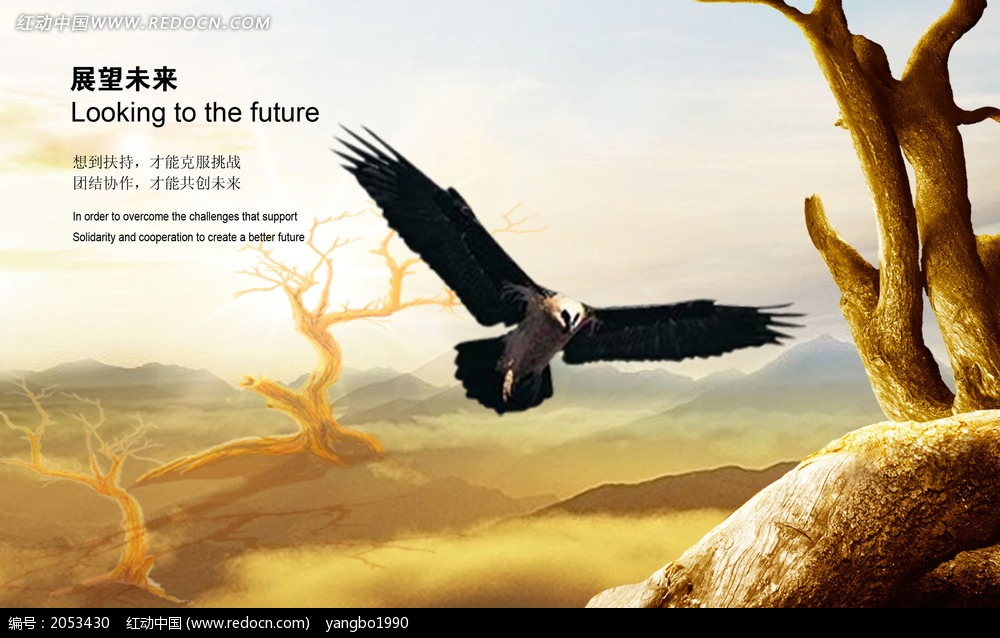 红动中国 WWW.REDOCN.COM
展望未来
Looking to the future
想到扶持，才能克服挑战
团结协作，才能共创未来
In order to overcome the challenges that support
Solidarity and cooperation to create a better future
编号：2053430 红动中国 (www.redocn.com) yangbo1990